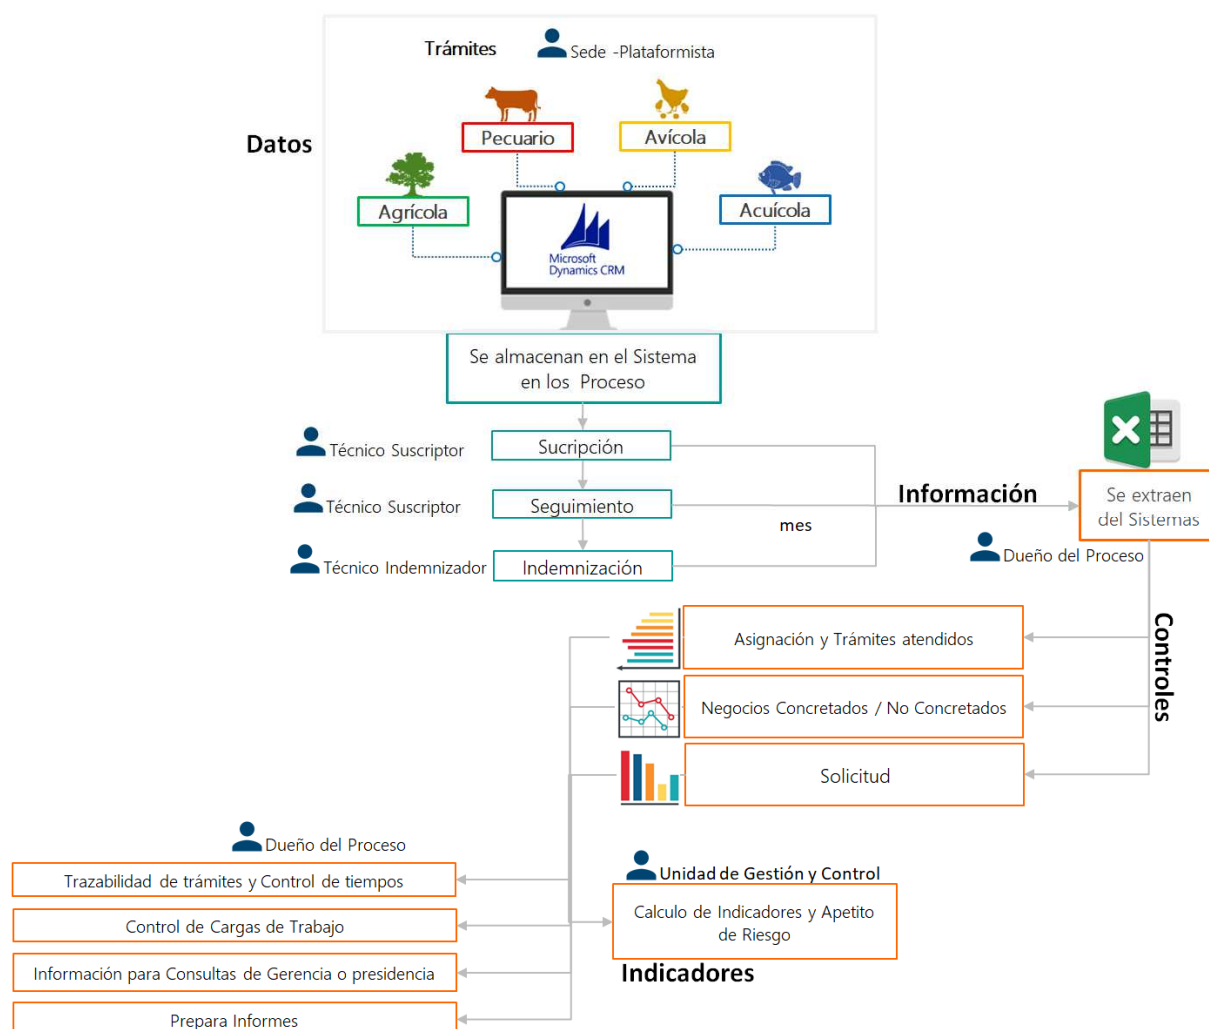 Trámites
Sede -Plataformista
Datos
Pecuario
Avícola
Agrícola
Acuícola
Microsoft
Dynamics CRM
Se almacenan en el Sistema
en los Proceso
Técnico Suscriptor
Sucripción
Técnico Suscriptor
Seguimiento
Técnico Indemnizador
Indemnización
mes
Información
Se extraen
del Sistemas
Dueño del Proceso
Controles
Asignación y Trámites atendidos
Negocios Concretados / No Concretados
Solicitud
Dueño del Proceso
Trazabilidad de trámites y Control de tiempos
Control de Cargas de Trabajo
Información para Consultas de Gerencia o presidencia
Prepara Informes
Unidad de Gestión y Control
Calculo de Indicadores y Apetito
de Riesgo
Indicadores